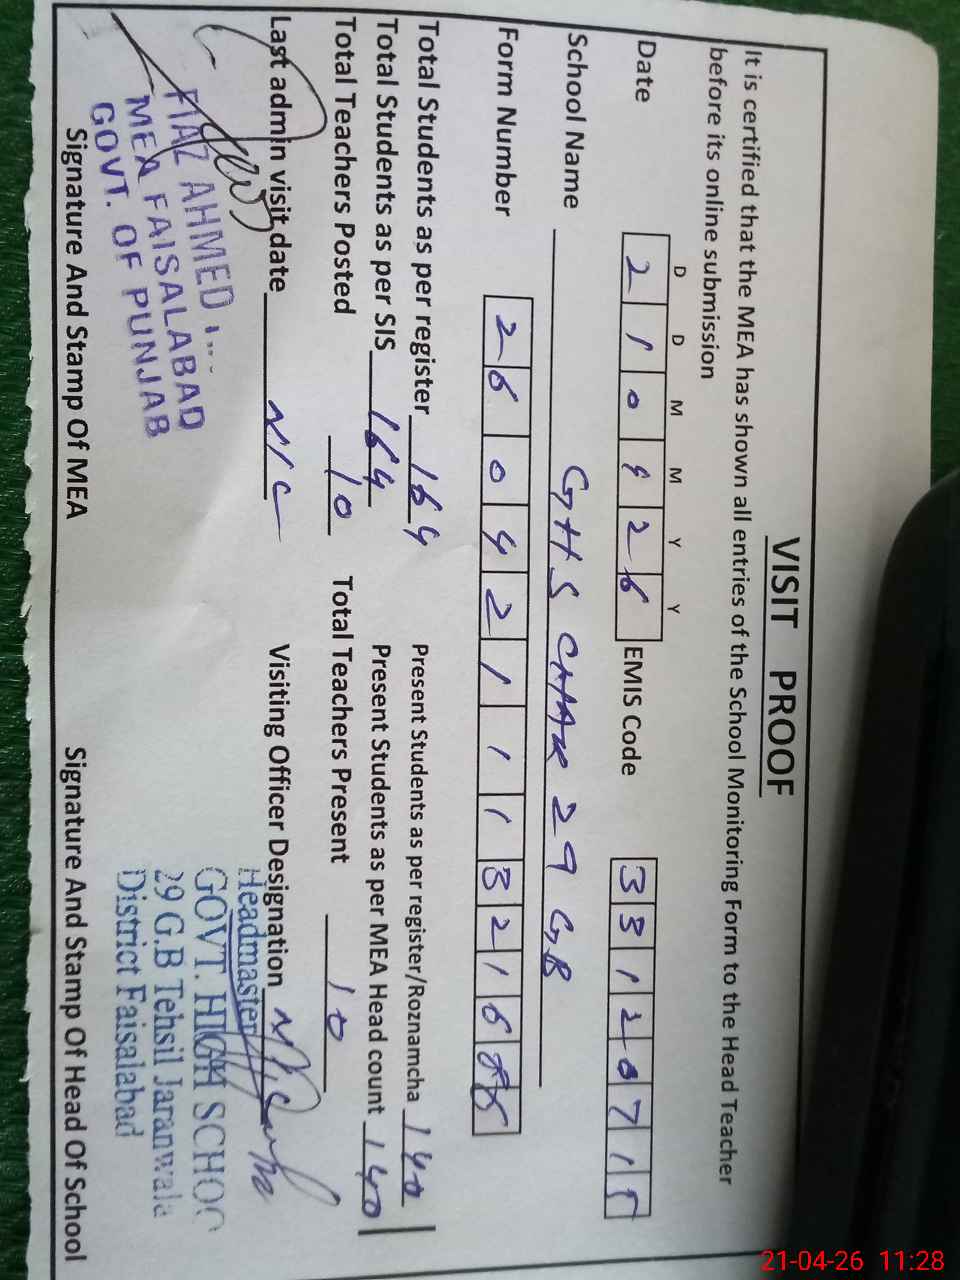 VISIT PROOF
It is certified that the MEA has shown all entries of the School Monitoring Form to the Head Teacher
before its online submission
D D M M Y Y
Date 2 1 0 4 2 6 EMIS Code 3 3 1 2 0 7 1 5
School Name GHS CHAK 29 GB
Form Number 2 6 0 4 2 1 1 1 3 2 1 6
Total Students as per register 164 Present Students as per register/Roznamcha 140
Total Students as per SIS 164 Present Students as per MEA Head count 140
Total Teachers Posted 10 Total Teachers Present 10
Last admin visit date Visiting Officer Designation
AHMED
MEA FAISALABAD
GOVT. OF PUNJAB
Headmaster
GOVT. HIGH SCHOO
29 G.B Tehsil Jaranwala
District Faisalabad
Signature And Stamp Of MEA Signature And Stamp Of Head Of School
21-04-26 11:28